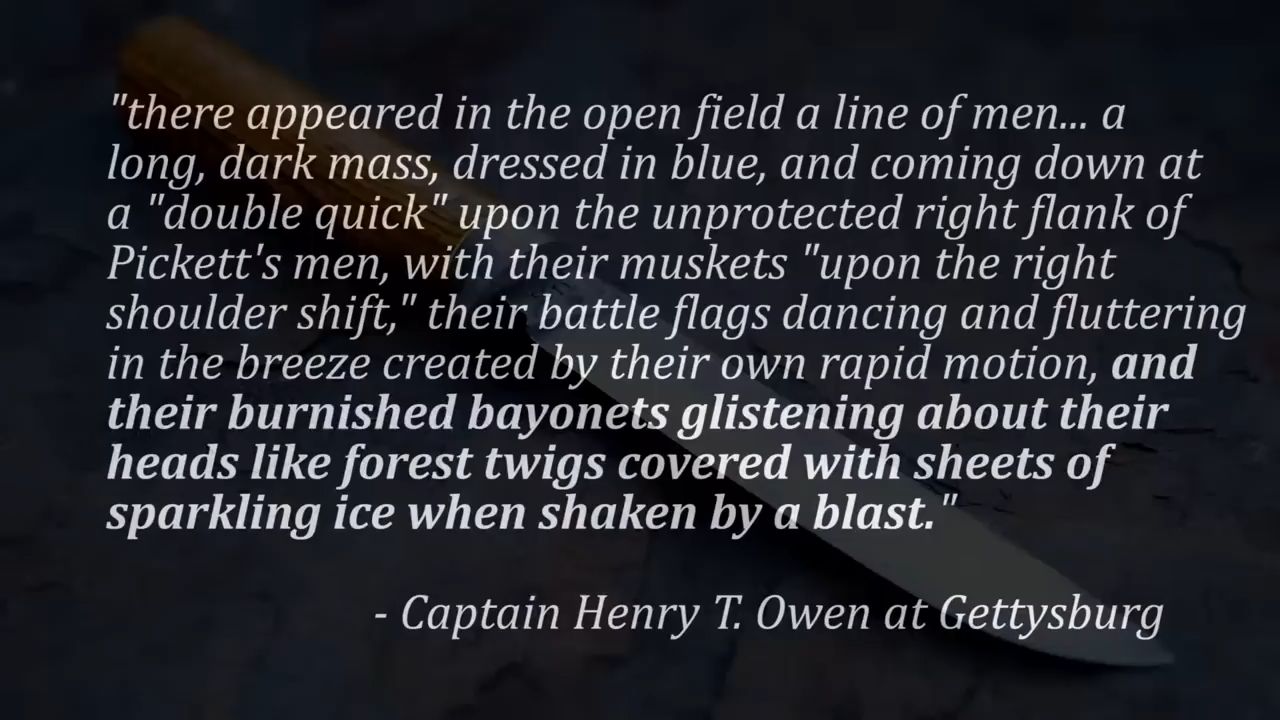 "there appeared in the open field a line of men... a
long, dark mass, dressed in blue, and coming down at
a "double quick" upon the unprotected right flank of
Pickett's men, with their muskets "upon the right
shoulder shift," their battle flags dancing and fluttering
in the breeze created by their own rapid motion, and
their burnished bayonets glistening about their
heads like forest twigs covered with sheets of
sparkling ice when shaken by a blast."
- Captain Henry T. Owen at Gettysburg